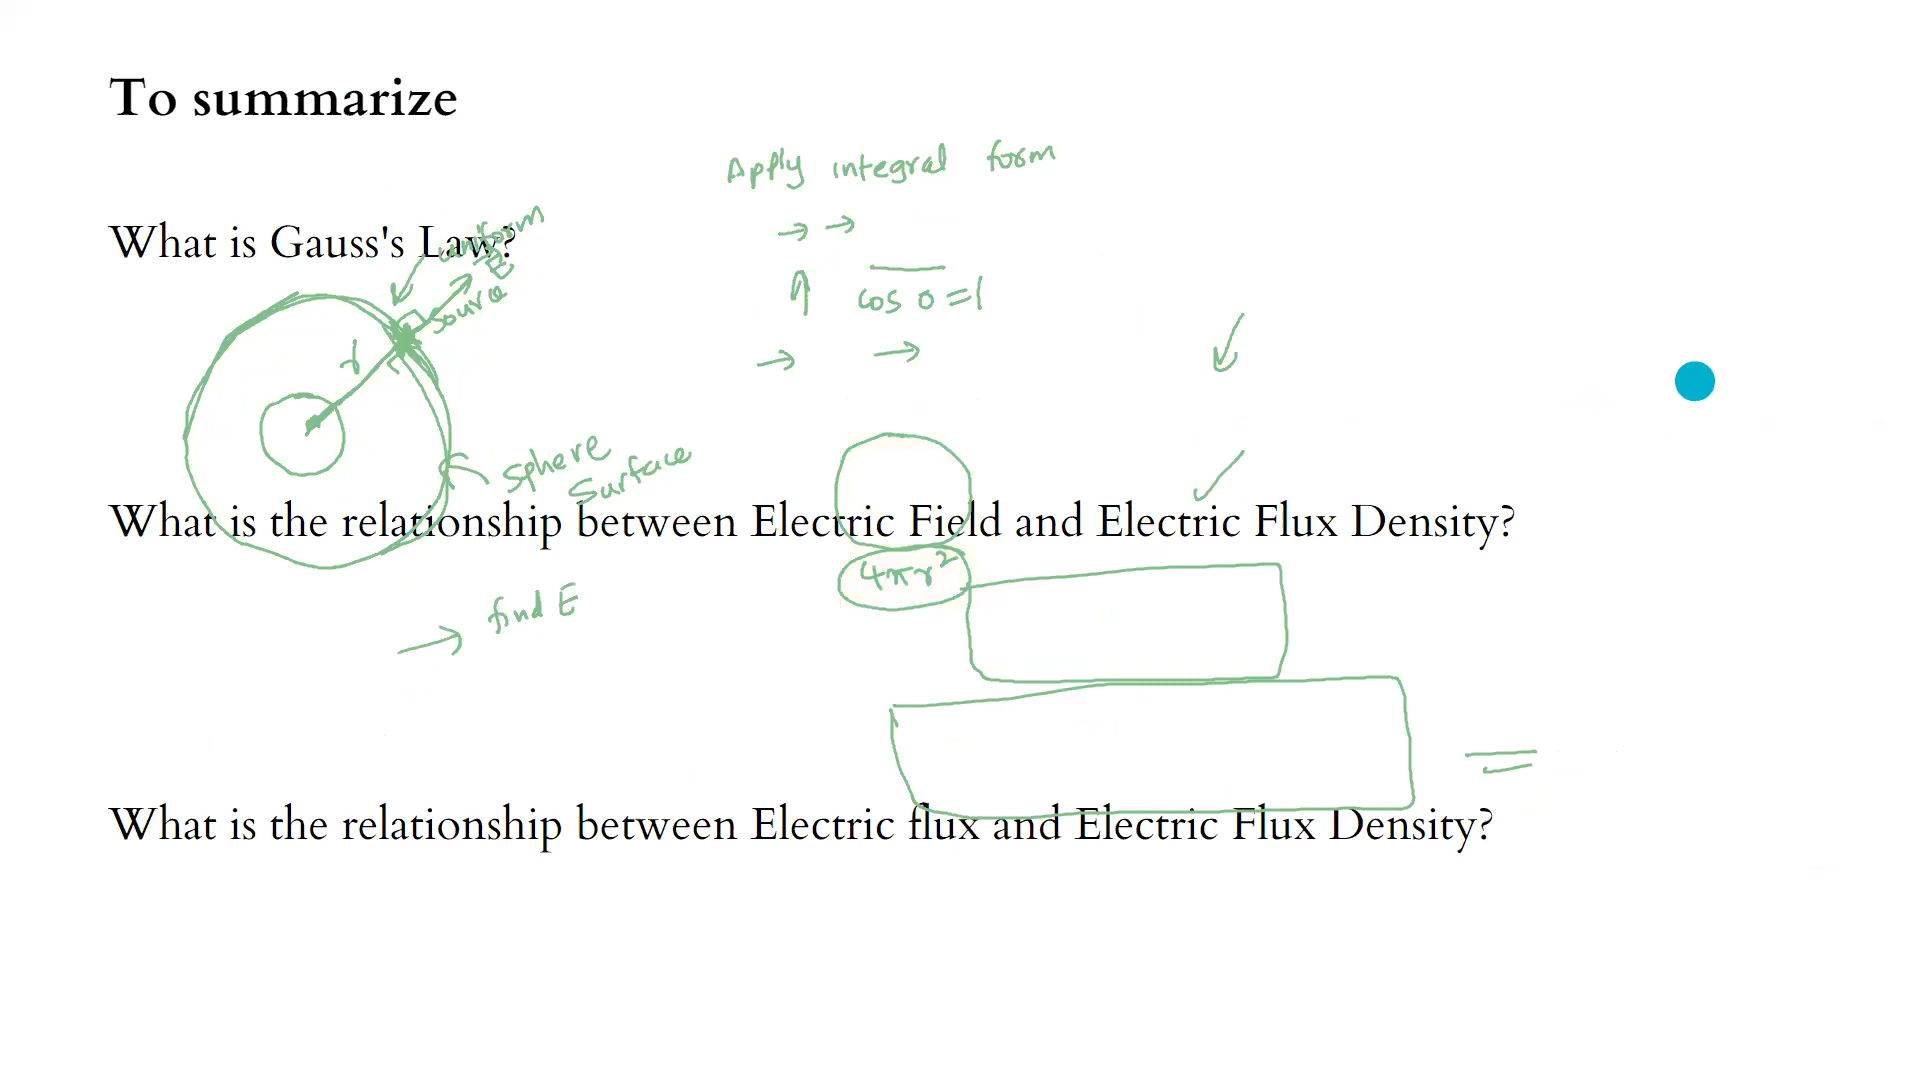 To summarize
Apply integral form
What is Gauss's Law?
uniform
E
source
cos 0 = 1
r
sphere
surface
What is the relationship between Electric Field and Electric Flux Density?
4πr²
find E
What is the relationship between Electric flux and Electric Flux Density?